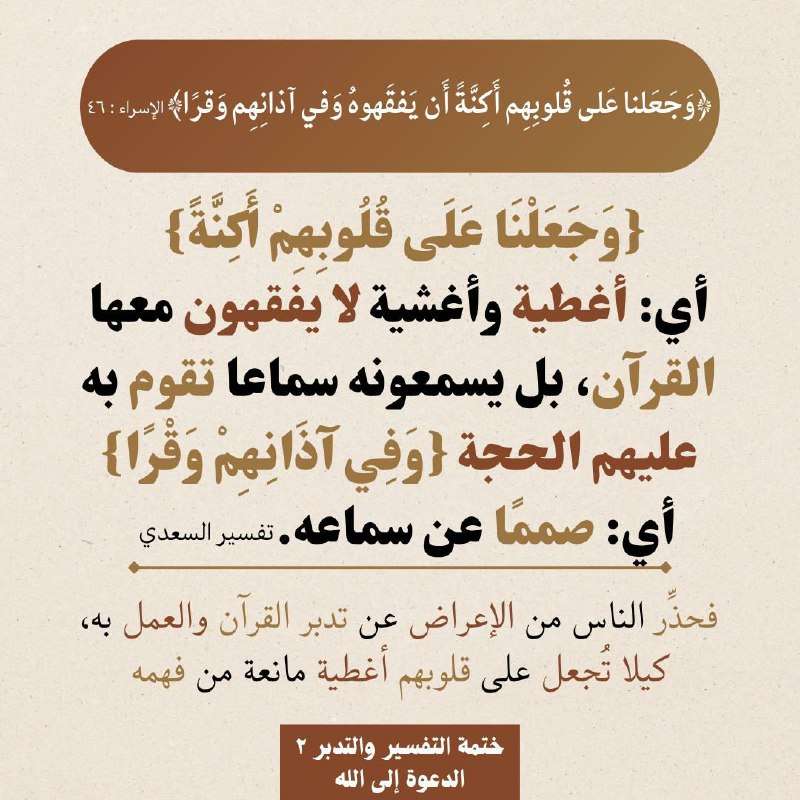 ﴿وَجَعَلنا عَلى قُلوبِهِم أَكِنَّةً أَن يَفقَهوهُ وَفي آذانِهِم وَقرًا﴾ الإسراء : ٤٦
{وَجَعَلْنَا عَلَى قُلُوبِهِمْ أَكِنَّةً}
أي: أغطية وأغشية لا يفقهون معها
القرآن، بل يسمعونه سماعا تقوم به
عليهم الحجة {وَفِي آذَانِهِمْ وَقْرًا}
أي: صممًا عن سماعه. تفسير السعدي
فحذِّر الناس من الإعراض عن تدبر القرآن والعمل به،
كيلا تُجعل على قلوبهم أغطية مانعة من فهمه
ختمة التفسير والتدبر ٢
الدعوة إلى الله